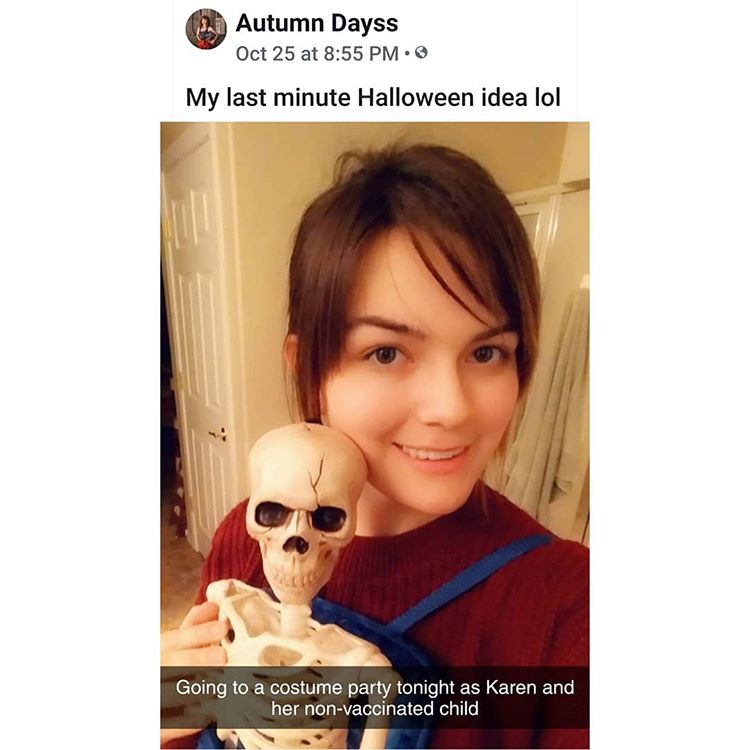 Autumn Dayss
Oct 25 at 8:55 PM •
My last minute Halloween idea lol
Going to a costume party tonight as Karen and
her non-vaccinated child